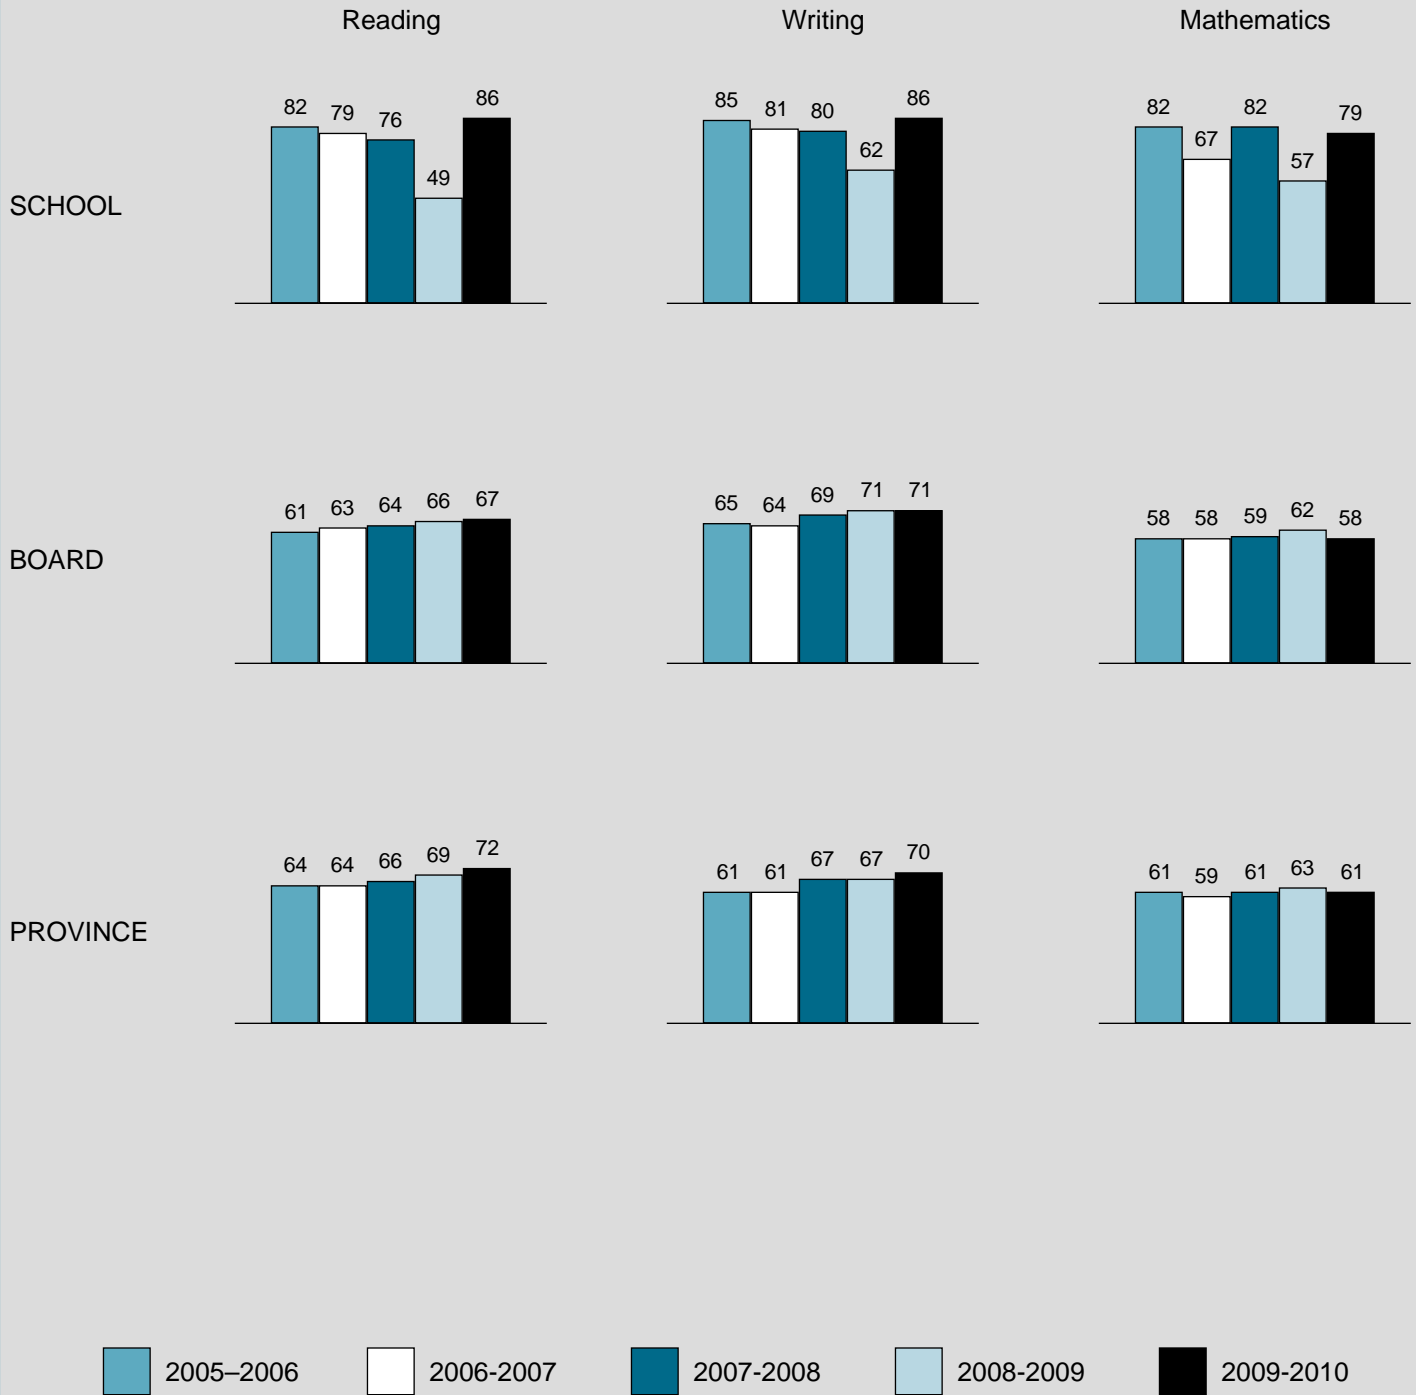 Reading Writing Mathematics
82 79 76 49 86 85 81 80 62 86 82 67 82 57 79
SCHOOL
61 63 64 66 67 65 64 69 71 71 58 58 59 62 58
BOARD
64 64 66 69 72 61 61 67 67 70 61 59 61 63 61
PROVINCE
2005–2006 2006-2007 2007-2008 2008-2009 2009-2010